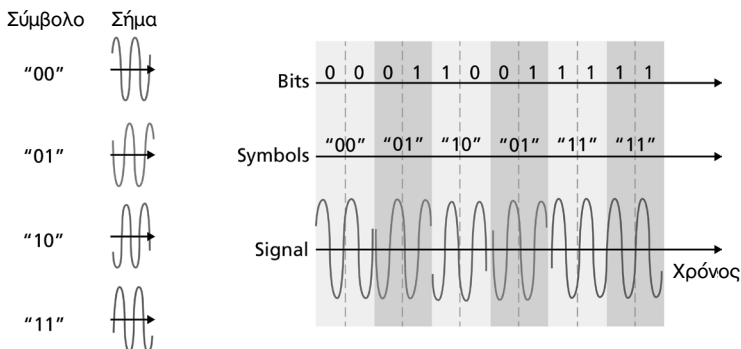 Σύμβολο Σήμα
“00”
“01”
“10”
“11”
Bits 0 0 0 1 1 0 0 1 1 1 1 1
Symbols “00” “01” “10” “01” “11” “11”
Signal
Χρόνος